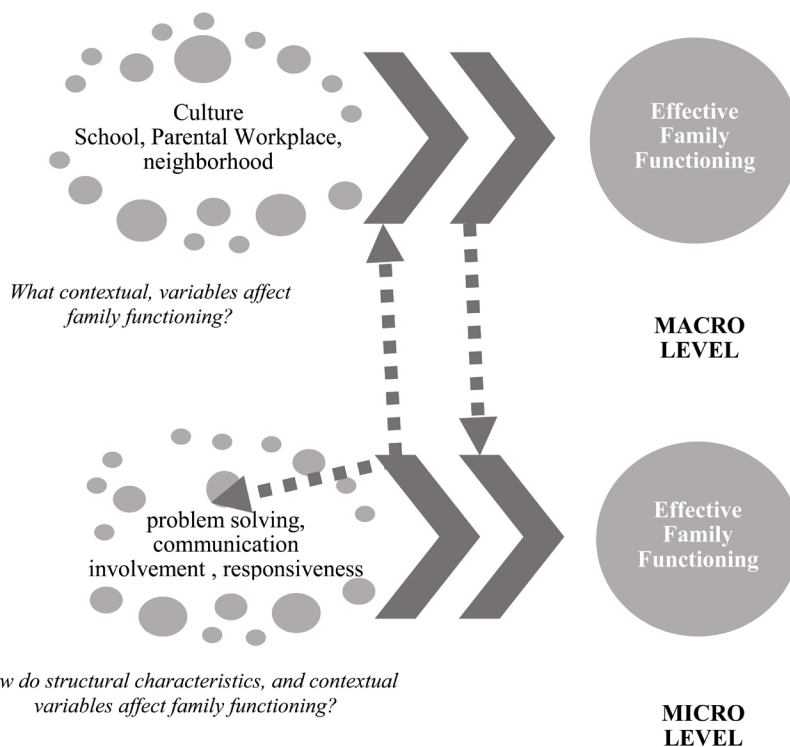 Culture
School, Parental Workplace,
neighborhood
Effective
Family
Functioning
What contextual, variables affect
family functioning?
MACRO
LEVEL
problem solving,
communication
involvement , responsiveness
Effective
Family
Functioning
w do structural characteristics, and contextual
variables affect family functioning?
MICRO
LEVEL